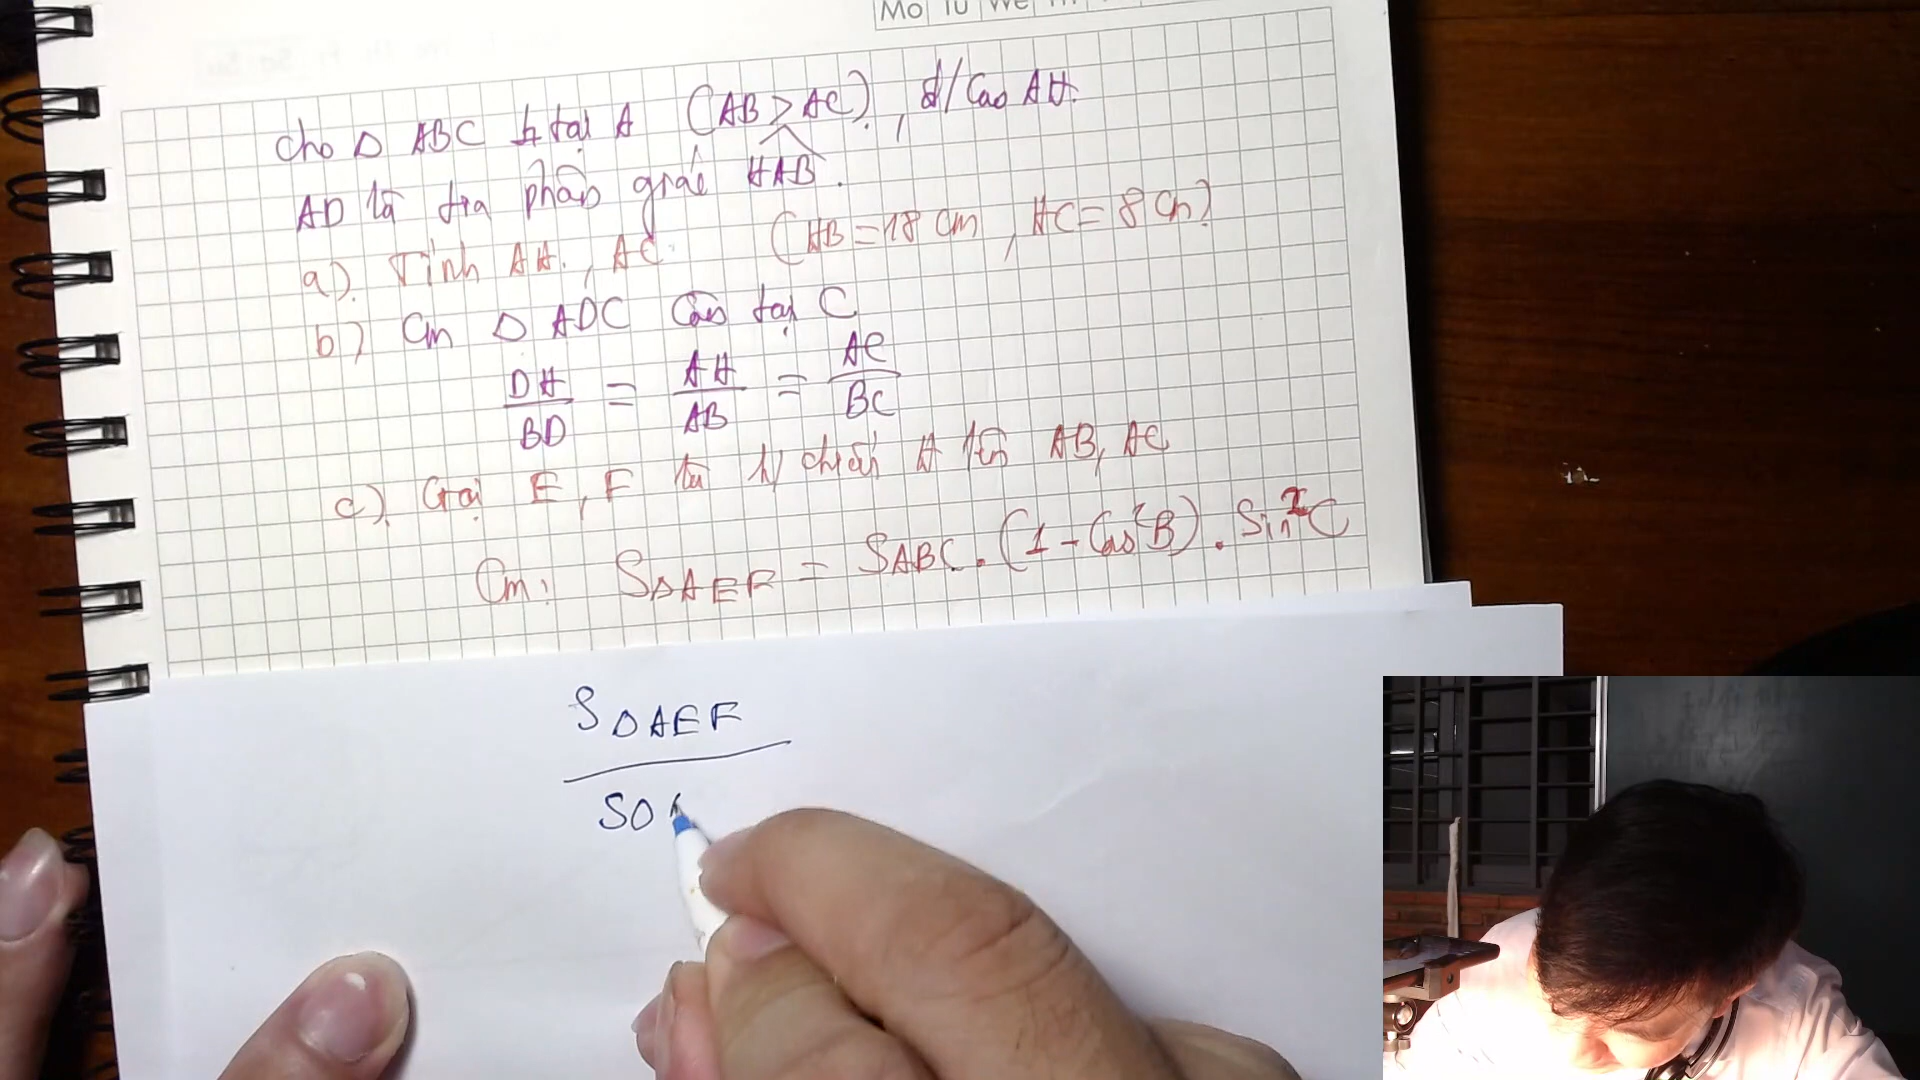 Mo Tu We
Cho Δ ABC ⊥ tại A (AB > AC), đ/Cao AH.
AD là tia phân giác HAB.
a). Tính AH, AC. (HB = 18 cm, HC = 8 cm)
b) Cm Δ ADC Cân tại C
DH/BD = AH/AB = AC/BC
c). Gọi E, F là h/chiếu H lên AB, AC
Cm: SΔAEF = SABC.(1-Cos²B).Sin²C
SΔAEF
SΔ